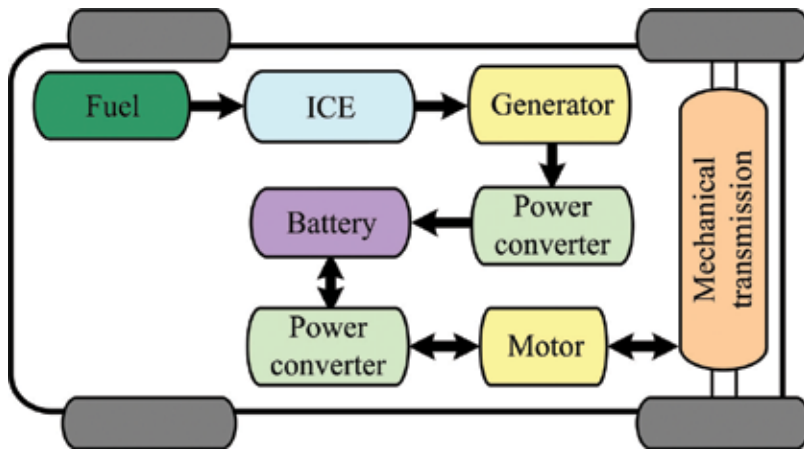 Fuel
ICE
Generator
Battery
Power
converter
Power
converter
Motor
Mechanical
transmission